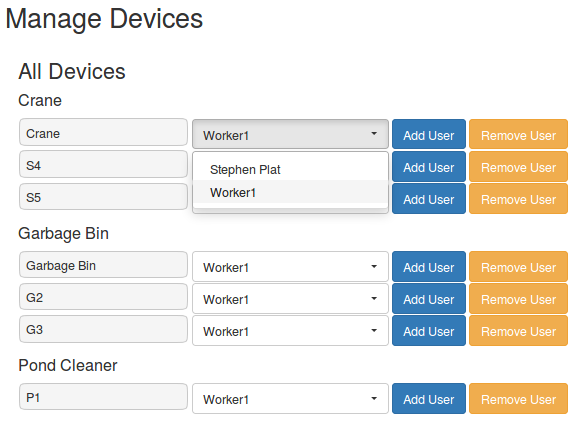 Manage Devices
All Devices
Crane
Crane Worker1 Add User Remove User
S4 Stephen Plat Add User Remove User
S5 Worker1 Add User Remove User
Garbage Bin
Garbage Bin Worker1 Add User Remove User
G2 Worker1 Add User Remove User
G3 Worker1 Add User Remove User
Pond Cleaner
P1 Worker1 Add User Remove User